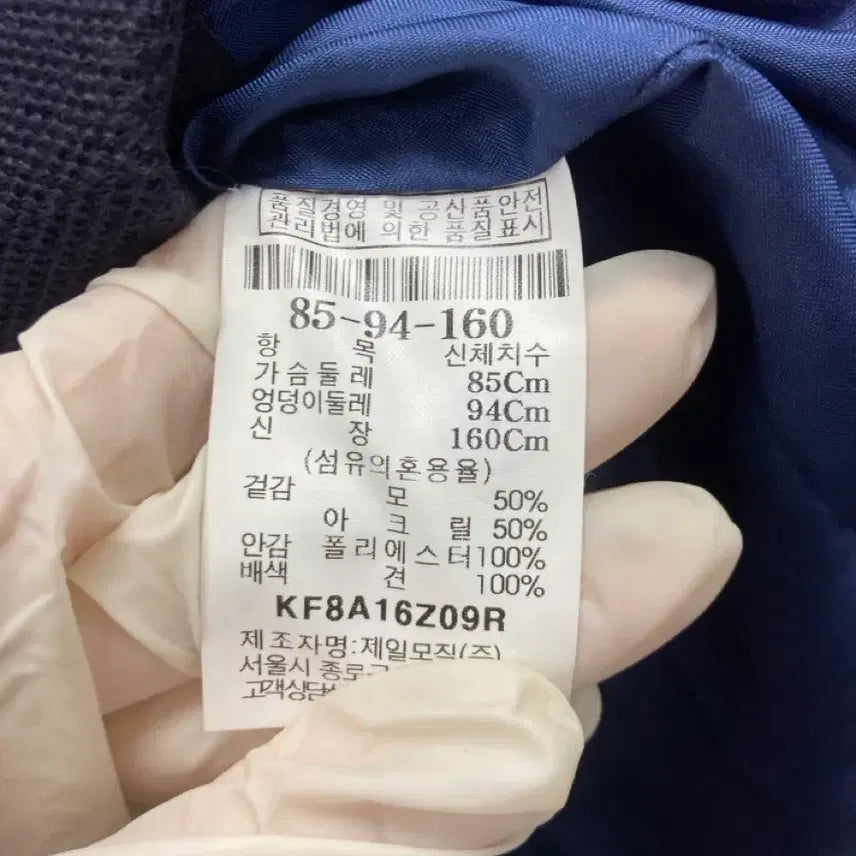 품질경영 및 공산품안전
관리법에 의한 품질표시
85-94-160
항 목 신체치수
가슴둘레 85Cm
엉덩이둘레 94Cm
신 장 160Cm
(섬유의혼용율)
겉감 모 50%
아 크 릴 50%
안감 폴리에스터100%
배색 견 100%
KF8A16Z09R
제조자명:제일모직(주)
서울시 종로구
고객상담